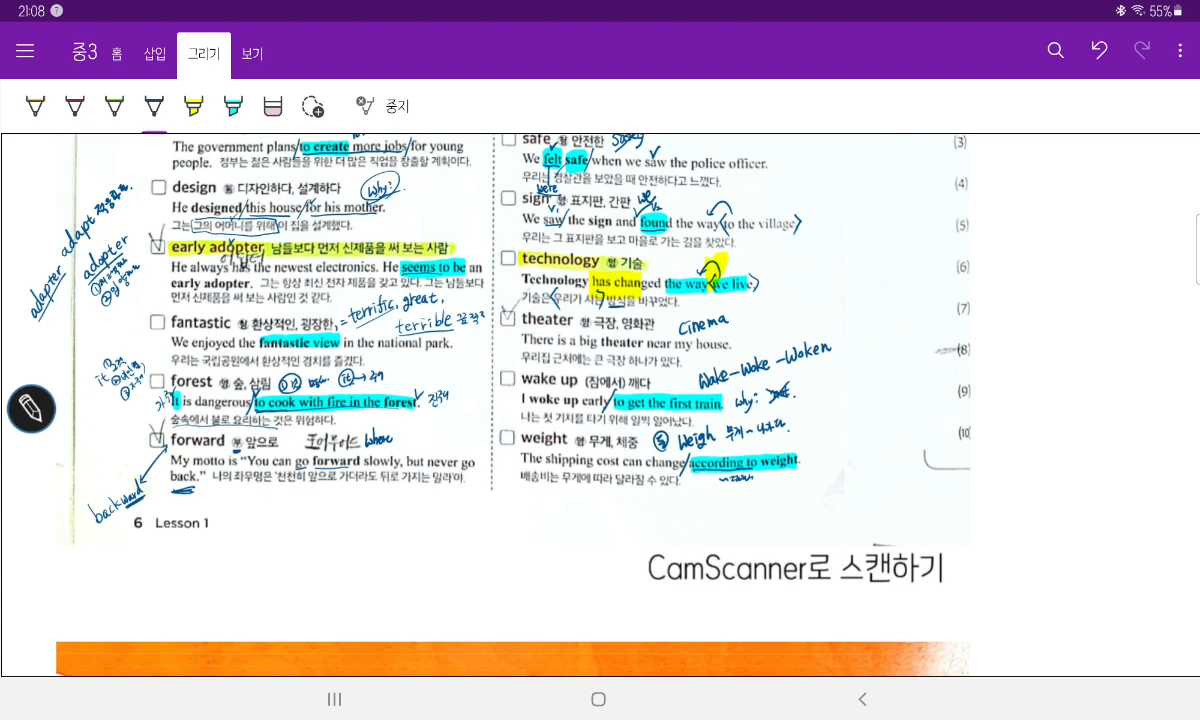 21:08
55%
중3 홈 삽입 그리기 보기
중지
The government plans to create more jobs for young
people. 정부는 젊은 사람들을 위한 더 많은 직업을 창출할 계획이다.
design 동 디자인하다, 설계하다 why?
He designed this house for his mother.
그는 그의 어머니를 위해 이 집을 설계했다.
adapt 적응하다.
adopter
adapter
early adopter 남들보다 먼저 신제품을 써 보는 사람
He always has the newest electronics. He seems to be an
early adopter. 그는 항상 최신 전자 제품을 갖고 있다. 그는 남들보다
먼저 신제품을 써 보는 사람인 것 같다.
fantastic 형 환상적인, 굉장한, = terrific, great,
terrible
We enjoyed the fantastic view in the national park.
우리는 국립공원에서 환상적인 경치를 즐겼다.
forest 명 숲, 삼림
it
It is dangerous to cook with fire in the forest. 진주
숲속에서 불로 요리하는 것은 위험하다.
forward 부 앞으로 where
My motto is “You can go forward slowly, but never go
back.” 나의 좌우명은 ‘천천히 앞으로 가더라도 뒤로 가지는 말라’야.
backward
6 Lesson 1
safe 형 안전한
We felt safe when we saw the police officer.
우리는 경찰관을 보았을 때 안전하다고 느꼈다.
were
sign 명 표지판, 간판 we
We saw the sign and found the way to the village
우리는 그 표지판을 보고 마을로 가는 길을 찾았다.
technology 명 기술
Technology has changed the way we live
기술은 우리가 사는 방식을 바꾸었다.
theater 명 극장, 영화관 cinema
There is a big theater near my house.
우리집 근처에는 큰 극장 하나가 있다.
wake up (잠에서) 깨다 wake-woke-woken
I woke up early to get the first train. why?
나는 첫 기차를 타기 위해 일찍 일어났다.
weight 명 무게, 체중 동 weigh
The shipping cost can change according to weight.
배송비는 무게에 따라 달라질 수 있다.
(3)
(4)
(5)
(6)
(7)
(8)
(9)
(10
CamScanner로 스캔하기